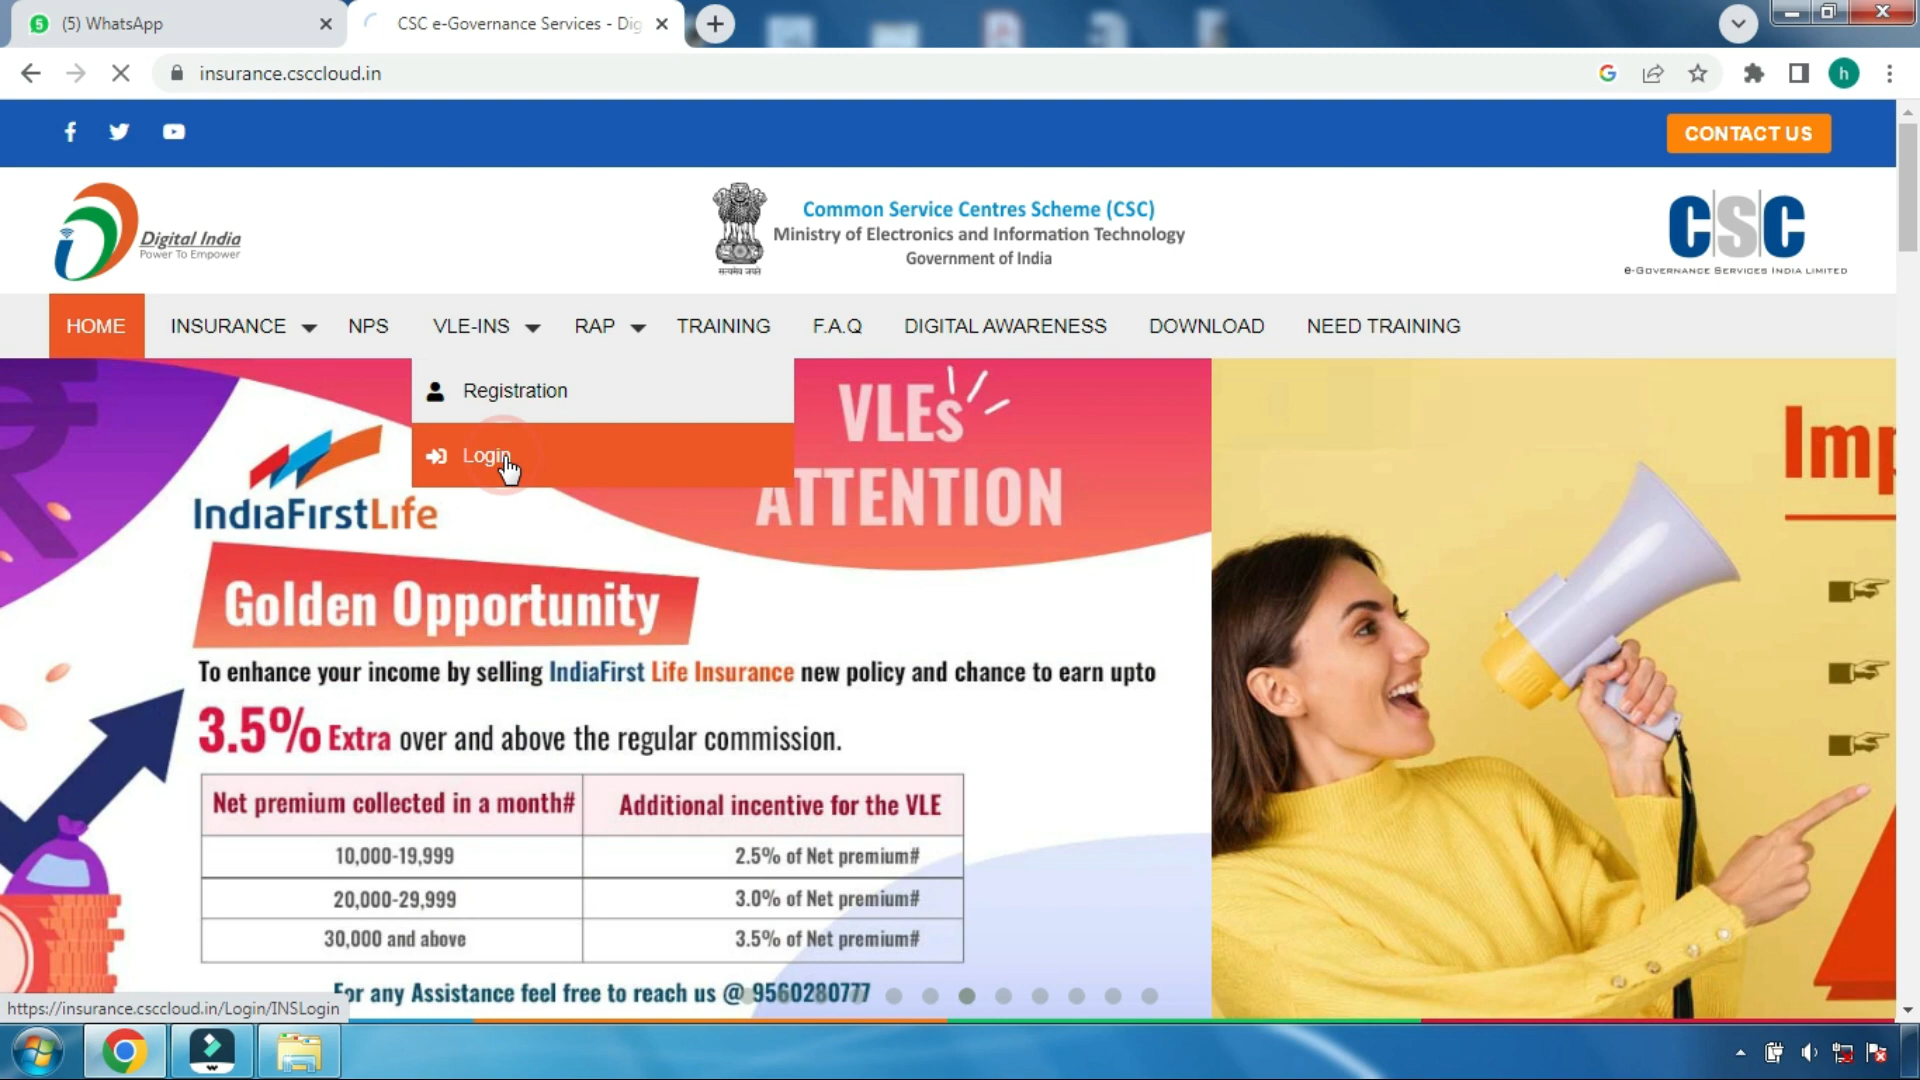 (5) WhatsApp
CSC e-Governance Services - Dig
insurance.csccloud.in
h
CONTACT US
Digital India
Power To Empower
सत्यमेव जयते
Common Service Centres Scheme (CSC)
Ministry of Electronics and Information Technology
Government of India
CSC
e-Governance Services India Limited
HOME
INSURANCE
NPS
VLE-INS
RAP
TRAINING
F.A.Q
DIGITAL AWARENESS
DOWNLOAD
NEED TRAINING
Registration
Login
VLEs
ATTENTION
IndiaFirstLife
Golden Opportunity
To enhance your income by selling IndiaFirst Life Insurance new policy and chance to earn upto
3.5% Extra over and above the regular commission.
Net premium collected in a month# Additional incentive for the VLE
10,000-19,999 2.5% of Net premium#
20,000-29,999 3.0% of Net premium#
30,000 and above 3.5% of Net premium#
For any Assistance feel free to reach us @ 9560280777
Imp
https://insurance.csccloud.in/Login/INSLogin